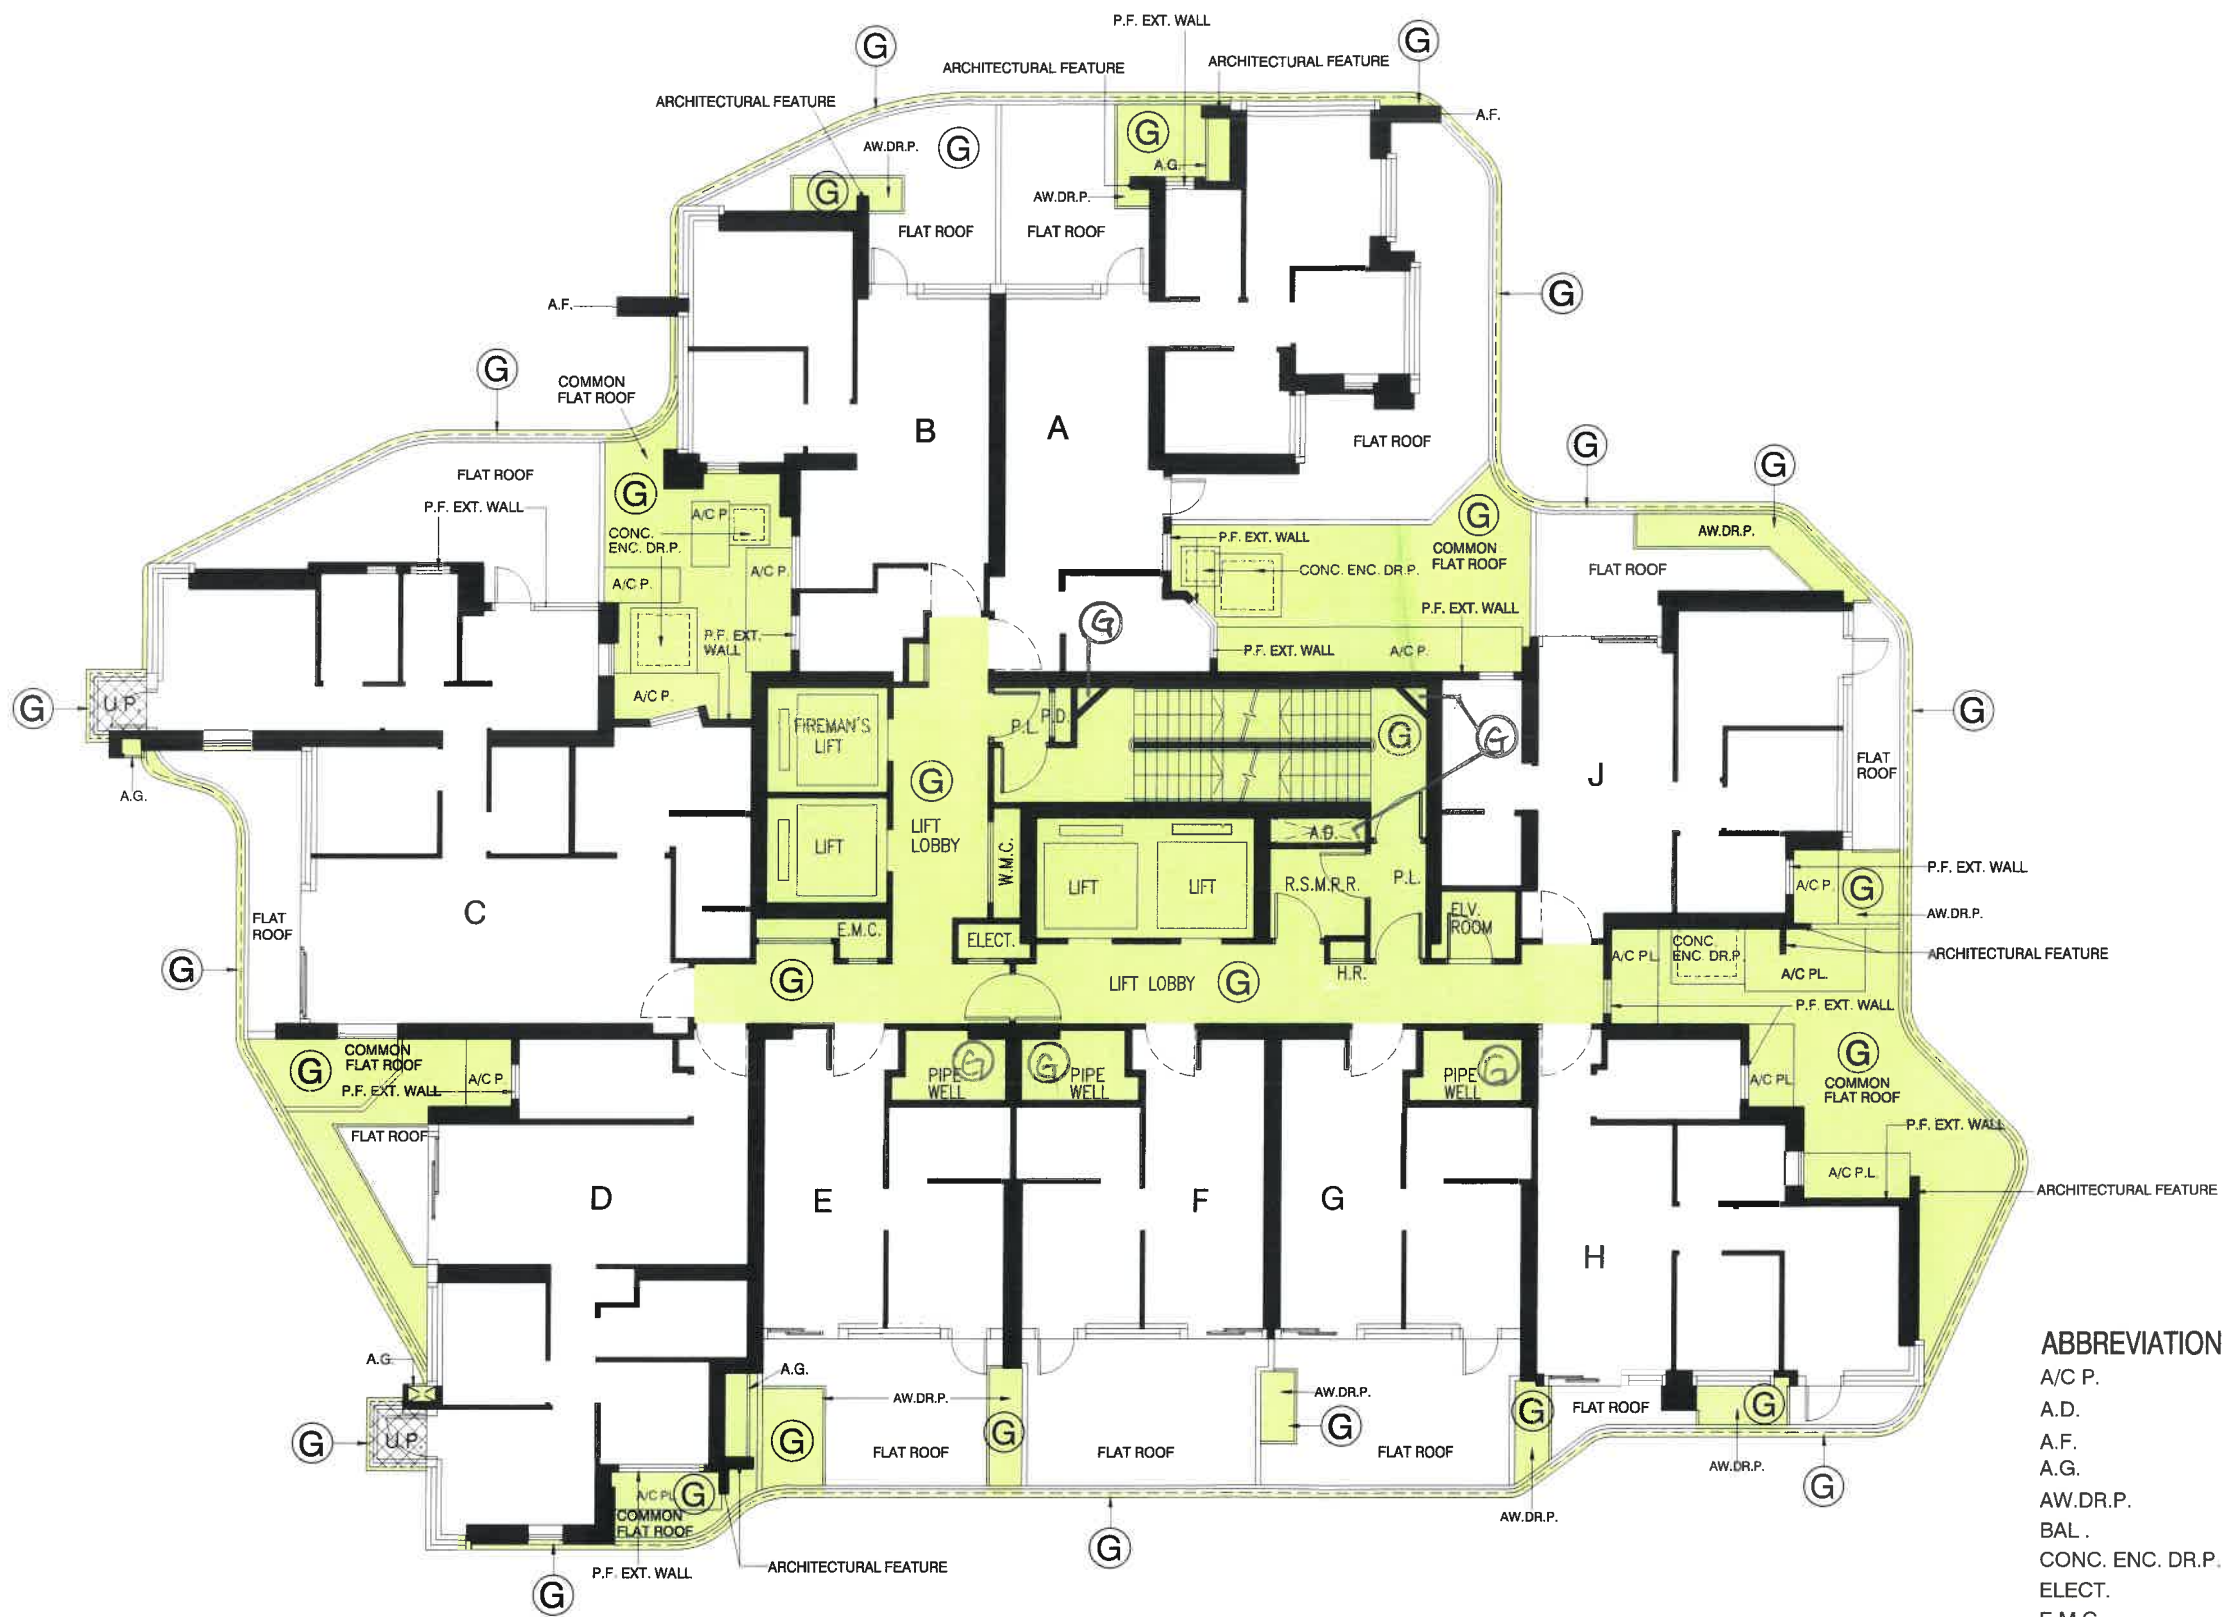 P.F. EXT. WALL
G
G
ARCHITECTURAL FEATURE
ARCHITECTURAL FEATURE
ARCHITECTURAL FEATURE
A.F.
G
G
AW.DR.P.
A.G.
G
AW.DR.P.
FLAT ROOF
FLAT ROOF
A.F.
G
G
COMMON
FLAT ROOF
B
A
FLAT ROOF
G
G
FLAT ROOF
G
P.F. EXT. WALL
A/C P.
G
AW.DR.P.
CONC.
ENC. DR.P.
P.F. EXT. WALL
COMMON
FLAT ROOF
A/C P.
A/C P.
CONC. ENC. DR.P.
FLAT ROOF
P.F. EXT. WALL
G
P.F. EXT.
WALL
P.F. EXT. WALL
A/C P.
G
U.P.
A/C P.
P.L.
P.D.
G
G
G
FIREMAN'S
LIFT
G
J
FLAT
ROOF
A.G.
LIFT
LIFT
LOBBY
W.M.C.
A.D.
LIFT
LIFT
R.S.M.R.R.
P.L.
P.F. EXT. WALL
A/C P.
G
C
FLAT
ROOF
E.M.C.
ELECT.
ELV.
ROOM
AW.DR.P.
G
G
LIFT LOBBY
G
H.R.
A/C PL.
CONC.
ENC. DR.P.
A/C PL.
ARCHITECTURAL FEATURE
P.F. EXT. WALL
G
COMMON
FLAT ROOF
P.F. EXT. WALL
A/C P.
PIPE
WELL
G
G
PIPE
WELL
PIPE
WELL
G
A/C PL
G
COMMON
FLAT ROOF
FLAT ROOF
P.F. EXT. WALL
A/C P.L.
ARCHITECTURAL FEATURE
D
E
F
G
H
A.G.
A.G.
G
U.P.
G
AW.DR.P.
FLAT ROOF
G
FLAT ROOF
AW.DR.P.
G
FLAT ROOF
G
FLAT ROOF
G
AW.DR.P.
G
A/C PL
G
COMMON
FLAT ROOF
AW.DR.P.
G
P.F. EXT. WALL
ARCHITECTURAL FEATURE
G
ABBREVIATION
A/C P.
A.D.
A.F.
A.G.
AW.DR.P.
BAL .
CONC. ENC. DR.P.
ELECT.